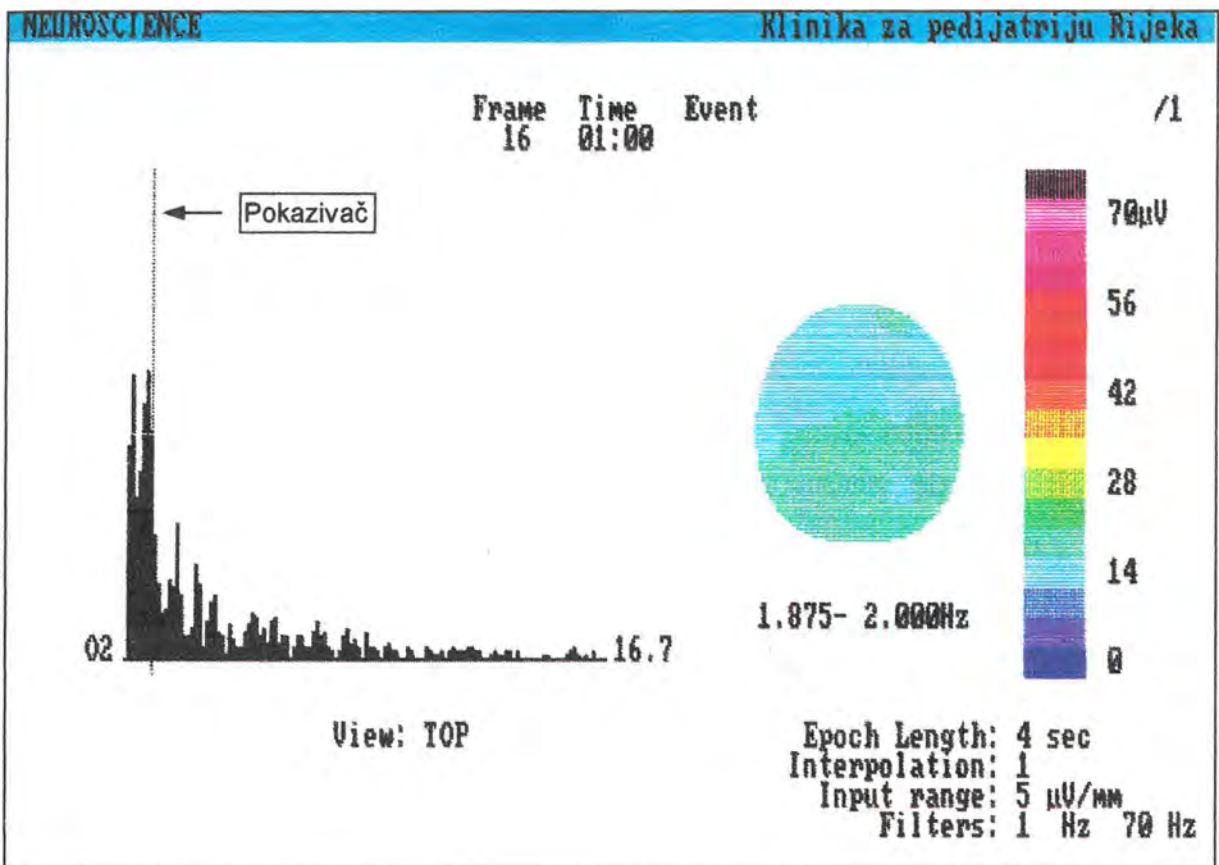 NEUROSCIENCE Klinika za pedijatriju Rijeka
Frame Time Event /1
16 01:00
Pokazivač
70µV
56
42
28
14
0
1.875- 2.000Hz
O2 16.7
View: TOP
Epoch Length: 4 sec
Interpolation: 1
Input range: 5 µV/mm
Filters: 1 Hz 70 Hz